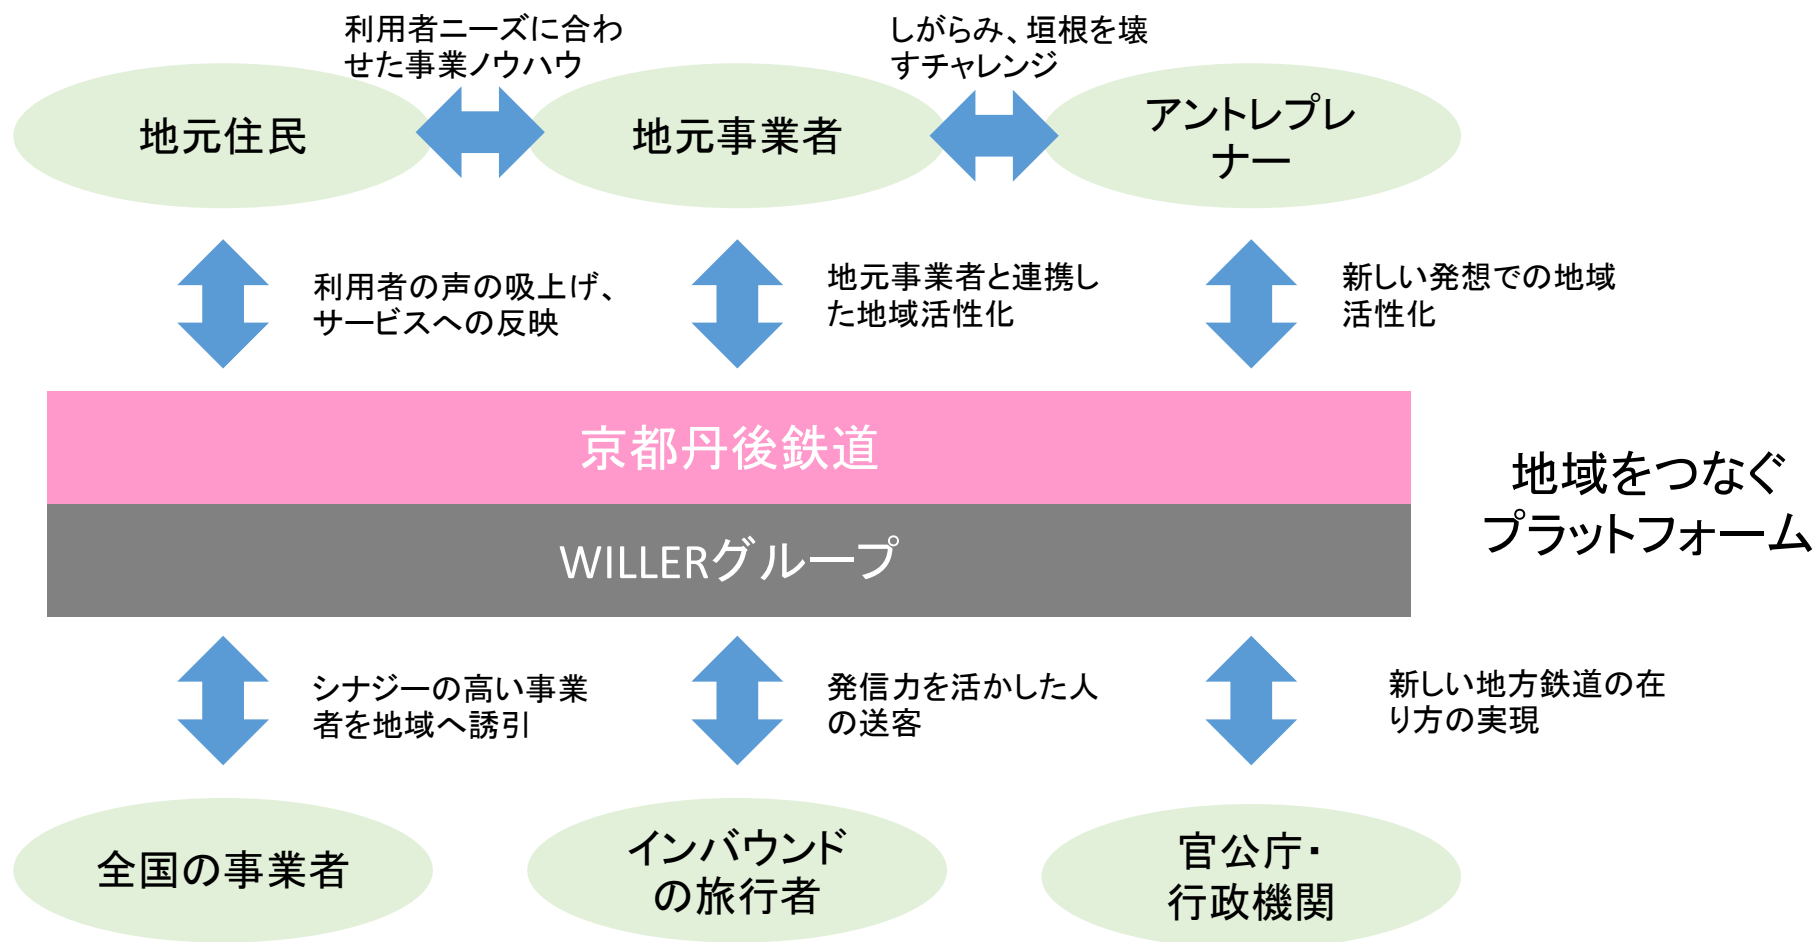 利用者ニーズに合わ
せた事業ノウハウ
しがらみ、垣根を壊
すチャレンジ
地元住民
地元事業者
アントレプレ
ナー
利用者の声の吸上げ、
サービスへの反映
地元事業者と連携し
た地域活性化
新しい発想での地域
活性化
京都丹後鉄道
WILLERグループ
地域をつなぐ
プラットフォーム
シナジーの高い事業
者を地域へ誘引
発信力を活かした人
の送客
新しい地方鉄道の在
り方の実現
全国の事業者
インバウンド
の旅行者
官公庁・
行政機関